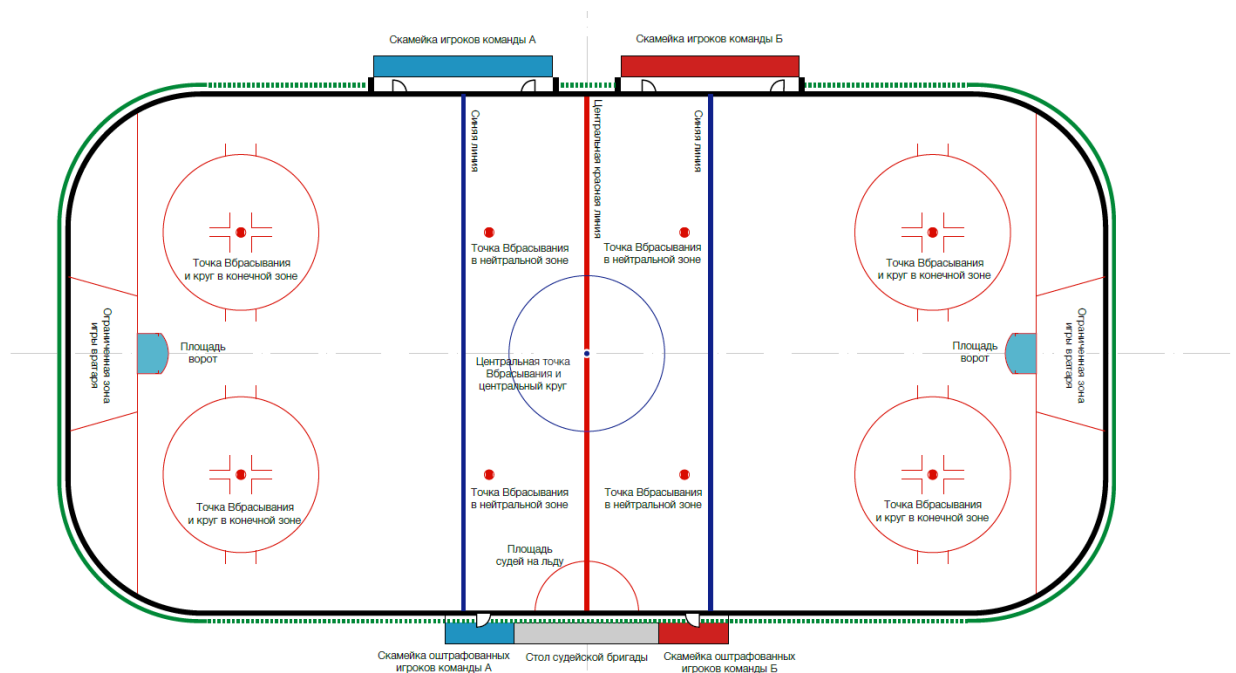 Скамейка игроков команды А
Скамейка игроков команды Б
Синяя линия
Центральная красная линия
Синяя линия
Точка Вбрасывания
в нейтральной зоне
Точка Вбрасывания
в нейтральной зоне
Точка Вбрасывания
и круг в конечной зоне
Точка Вбрасывания
и круг в конечной зоне
Ограниченная зона
игры вратаря
Площадь
ворот
Центральная точка
Вбрасывания и
центральный круг
Площадь
ворот
Ограниченная зона
игры вратаря
Точка Вбрасывания
в нейтральной зоне
Точка Вбрасывания
в нейтральной зоне
Точка Вбрасывания
и круг в конечной зоне
Точка Вбрасывания
и круг в конечной зоне
Площадь
судей на льду
Скамейка оштрафованных
игроков команды А
Стол судейской бригады
Скамейка оштрафованных
игроков команды Б